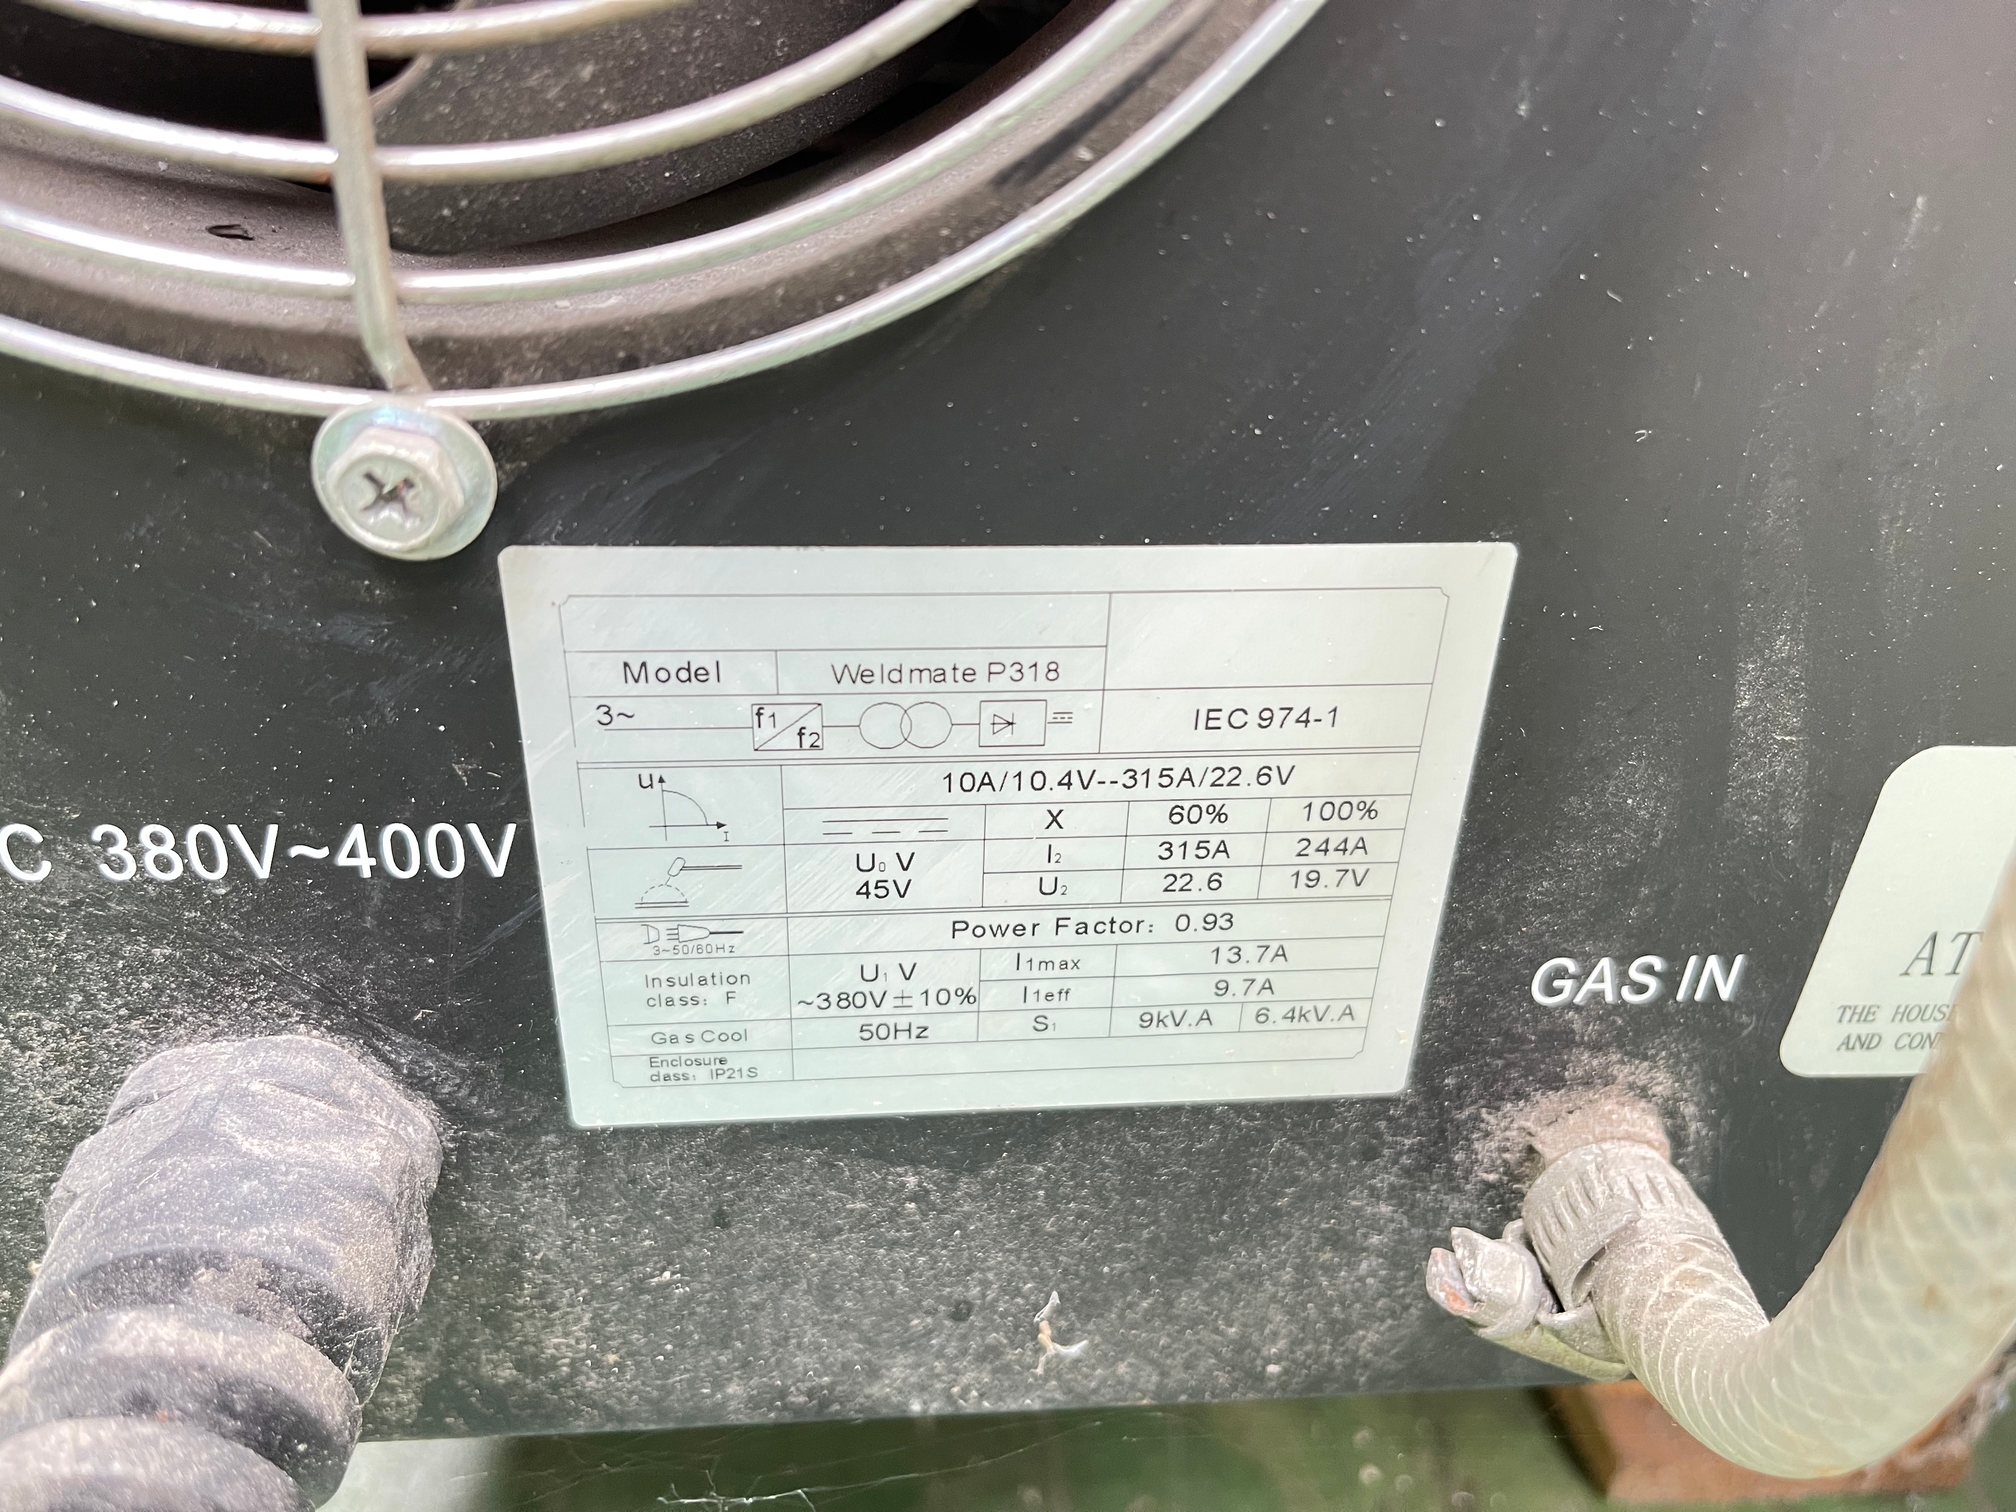 Model Weldmate P318
3~ f1 f2 IEC 974-1
U I
10A/10.4V--315A/22.6V
X 60% 100%
U₀ V I₂ 315A 244A
45V U₂ 22.6 19.7V
3~50/60Hz
Power Factor: 0.93
Insulation
class: F
U₁ V I1max 13.7A
~380V±10% I1eff 9.7A
Gas Cool 50Hz S₁ 9kV.A 6.4kV.A
Enclosure
class: IP21S
C 380V~400V
GAS IN
AT
THE HOUS
AND CON